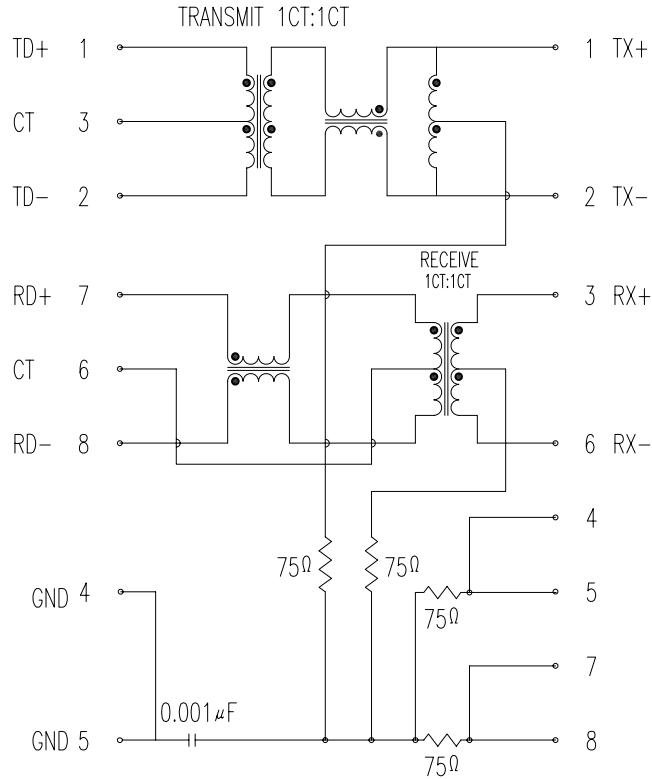 TRANSMIT 1CT:1CT
TD+ 1
1 TX+
CT 3
TD- 2
2 TX-
RECEIVE
1CT:1CT
RD+ 7
3 RX+
CT 6
RD- 8
6 RX-
4
75Ω
75Ω
GND 4
5
75Ω
7
0.001μF
GND 5
8
75Ω